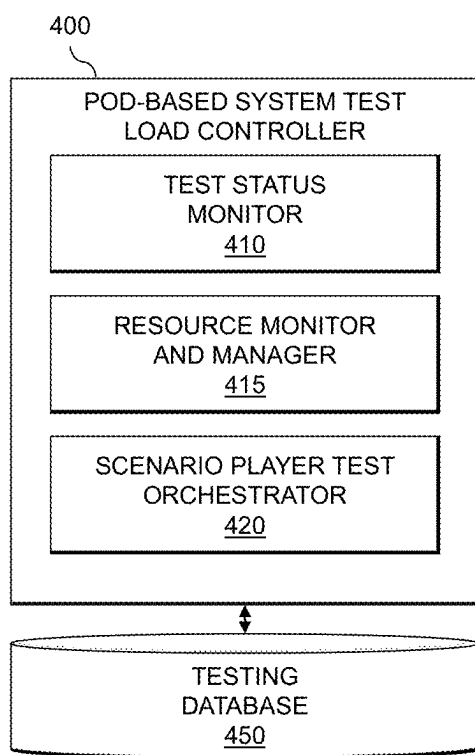 400
POD-BASED SYSTEM TEST
LOAD CONTROLLER
TEST STATUS
MONITOR
410
RESOURCE MONITOR
AND MANAGER
415
SCENARIO PLAYER TEST
ORCHESTRATOR
420
TESTING
DATABASE
450